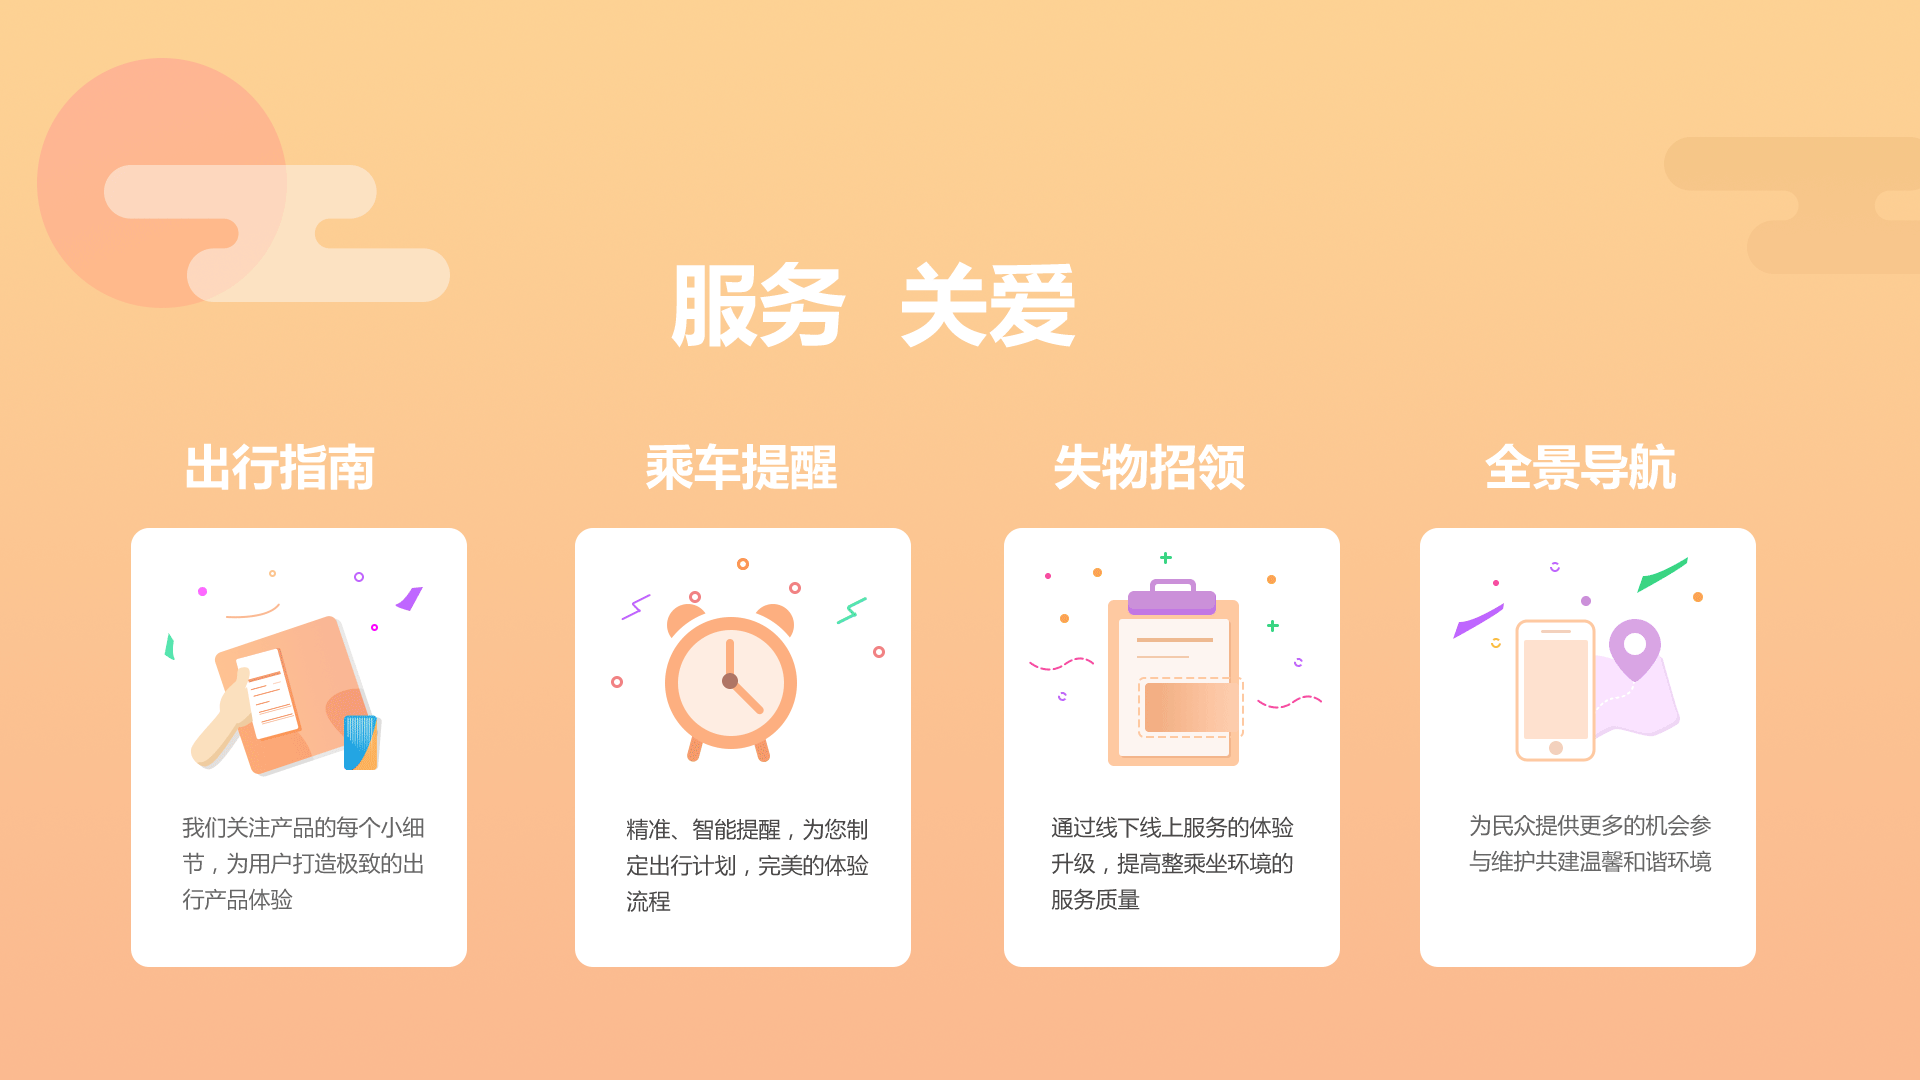 服务 关爱
出行指南
乘车提醒
失物招领
全景导航
我们关注产品的每个小细
节，为用户打造极致的出
行产品体验
精准、智能提醒，为您制
定出行计划，完美的体验
流程
通过线下线上服务的体验
升级，提高整乘坐环境的
服务质量
为民众提供更多的机会参
与维护共建温馨和谐环境